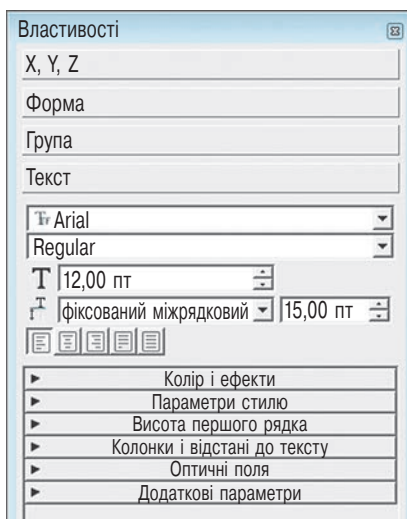 Властивості
X, Y, Z
Форма
Група
Текст
Arial
Regular
12,00 пт
фіксований міжрядковий 15,00 пт
Колір і ефекти
Параметри стилю
Висота першого рядка
Колонки і відстані до тексту
Оптичні поля
Додаткові параметри